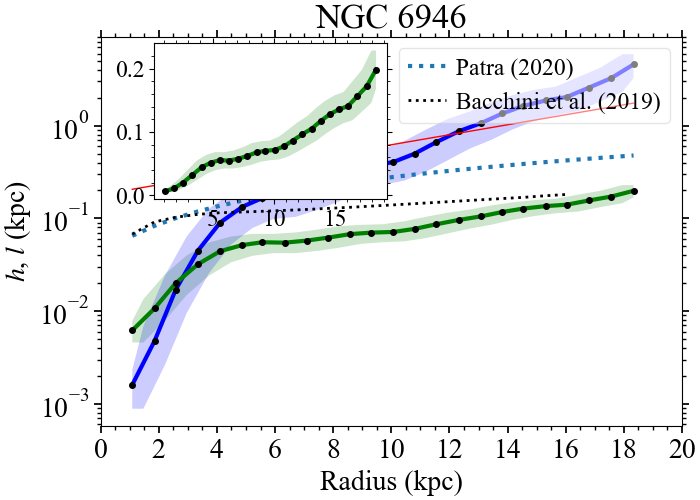 NGC 6946
Patra (2020)
Bacchini et al. (2019)
0.2
0.1
0.0
5 10 15
h, l (kpc)
10⁰
10⁻¹
10⁻²
10⁻³
0 2 4 6 8 10 12 14 16 18 20
Radius (kpc)